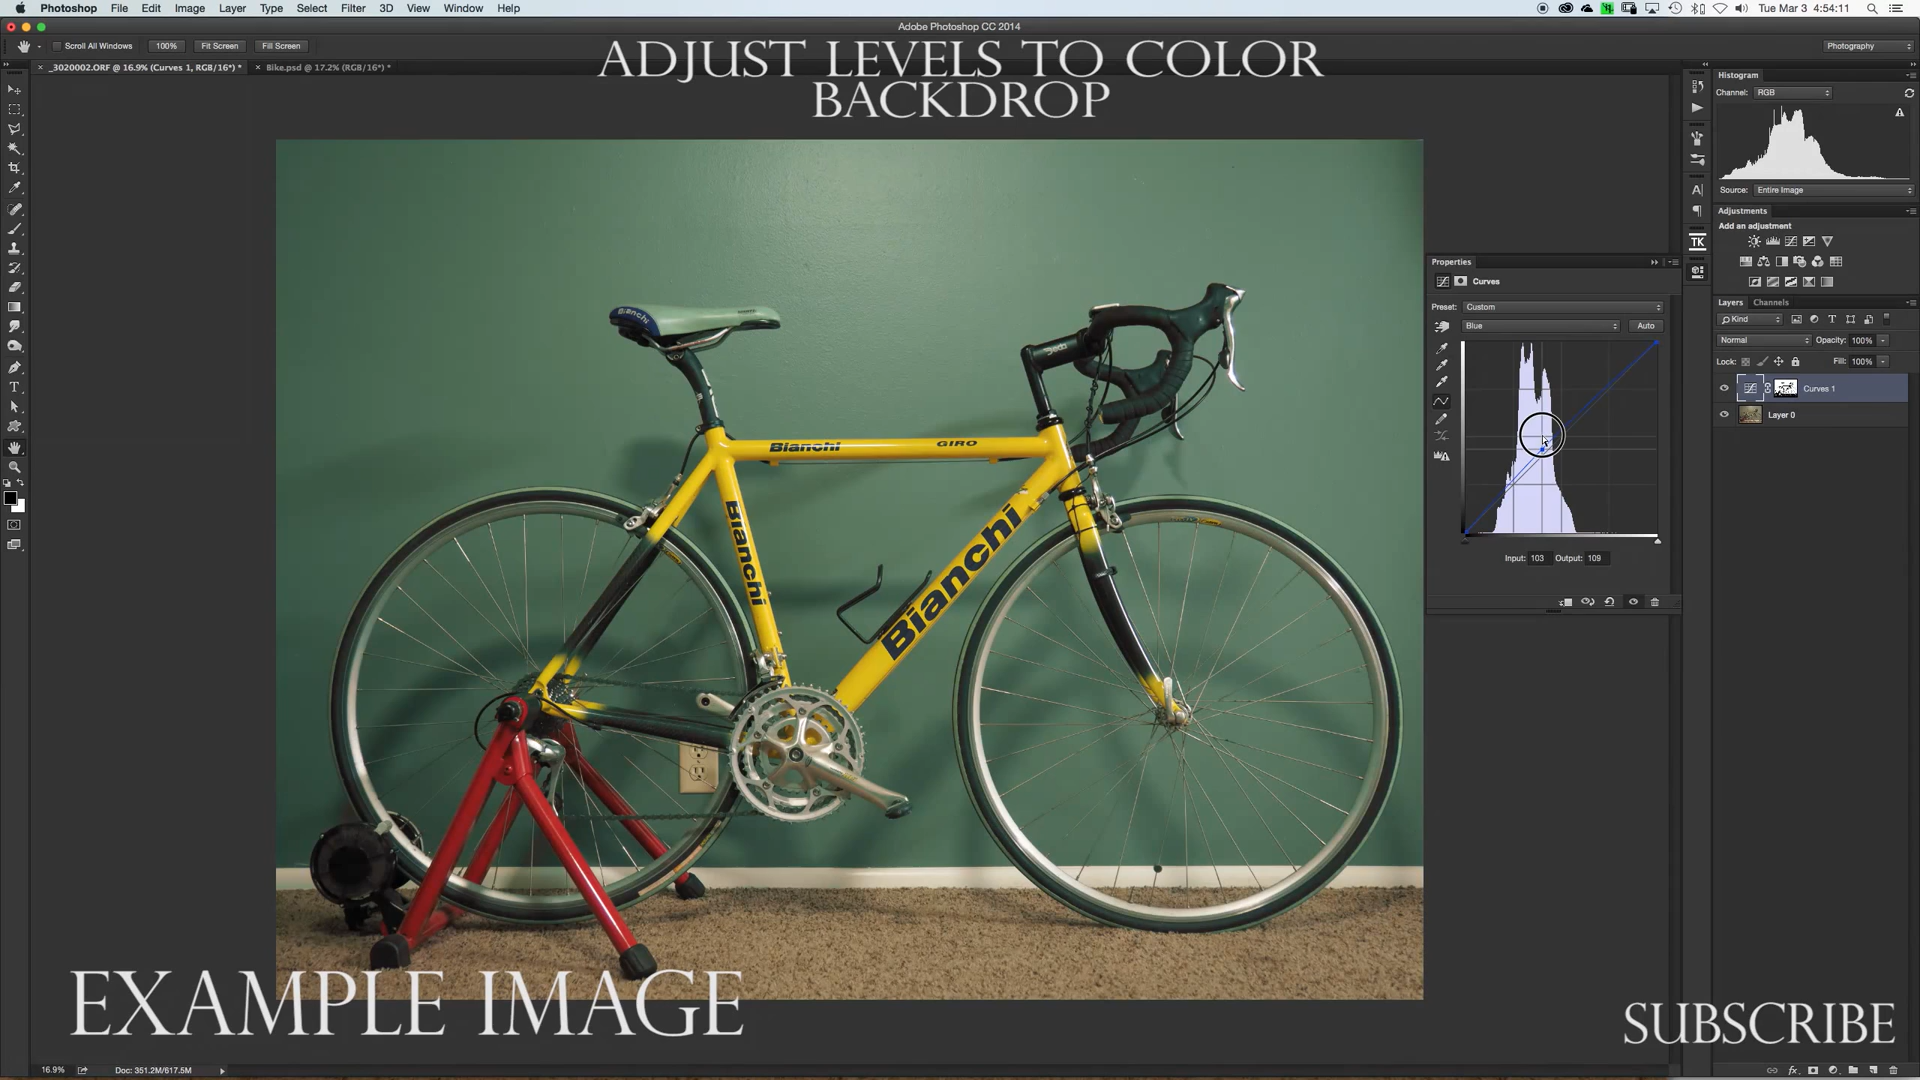 Photoshop File Edit Image Layer Type Select Filter 3D View Window Help
Tue Mar 3 4:54:11
Adobe Photoshop CC 2014
Scroll All Windows 100% Fit Screen Fill Screen
Photography
_3020002.ORF @ 16.9% (Curves 1, RGB/16*) *
Bike.psd @ 17.2% (RGB/16*) *
ADJUST LEVELS TO COLOR
BACKDROP
Histogram
Channel: RGB
Source: Entire Image
Adjustments
Add an adjustment
TK
Properties
Curves
Preset: Custom
Blue Auto
Input: 103 Output: 109
Layers Channels
Kind
Normal Opacity: 100%
Lock: Fill: 100%
Curves 1
Layer 0
Bianchi
Bianchi GIRO
Bianchi
Bianchi
EXAMPLE IMAGE
SUBSCRIBE
16.9% Doc: 351.2M/617.5M